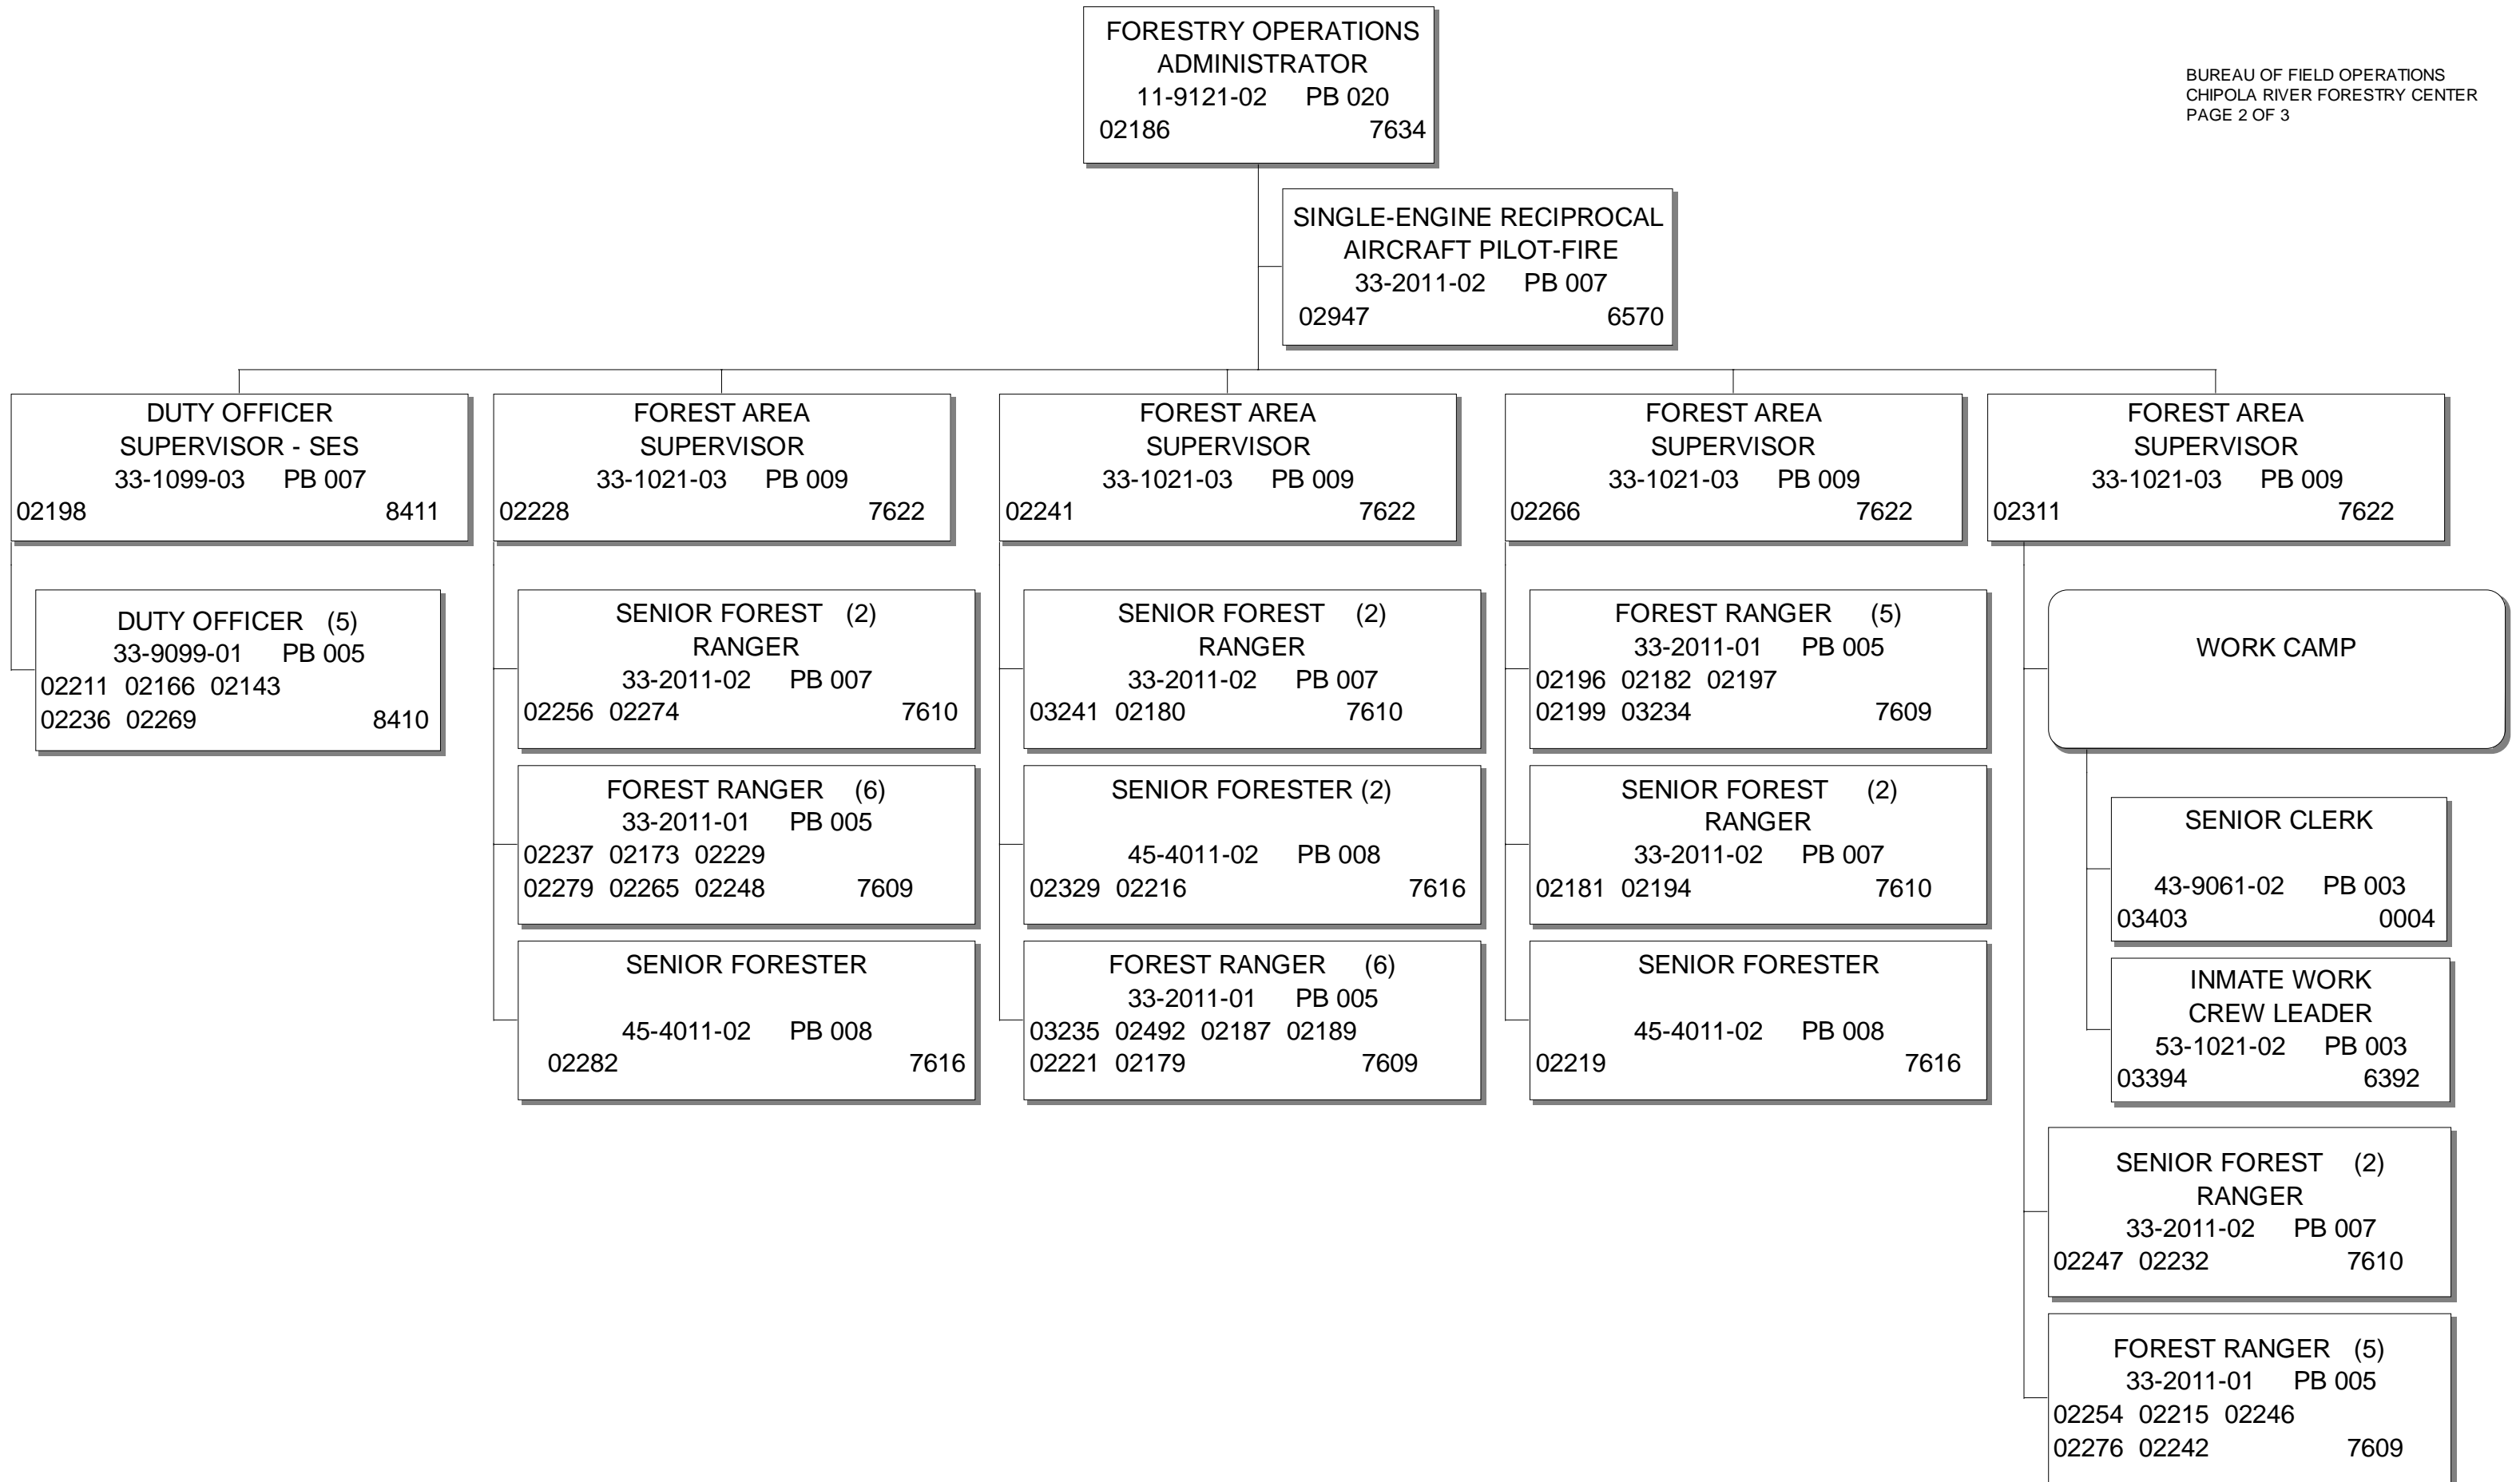 FORESTRY OPERATIONS
ADMINISTRATOR
11-9121-02 PB 020
02186 7634
BUREAU OF FIELD OPERATIONS
CHIPOLA RIVER FORESTRY CENTER
PAGE 2 OF 3
SINGLE-ENGINE RECIPROCAL
AIRCRAFT PILOT-FIRE
33-2011-02 PB 007
02947 6570
DUTY OFFICER
SUPERVISOR - SES
33-1099-03 PB 007
02198 8411
DUTY OFFICER (5)
33-9099-01 PB 005
02211 02166 02143
02236 02269 8410
FOREST AREA
SUPERVISOR
33-1021-03 PB 009
02228 7622
SENIOR FOREST (2)
RANGER
33-2011-02 PB 007
02256 02274 7610
FOREST RANGER (6)
33-2011-01 PB 005
02237 02173 02229
02279 02265 02248 7609
SENIOR FORESTER
45-4011-02 PB 008
02282 7616
FOREST AREA
SUPERVISOR
33-1021-03 PB 009
02241 7622
SENIOR FOREST (2)
RANGER
33-2011-02 PB 007
03241 02180 7610
SENIOR FORESTER (2)
45-4011-02 PB 008
02329 02216 7616
FOREST RANGER (6)
33-2011-01 PB 005
03235 02492 02187 02189
02221 02179 7609
FOREST AREA
SUPERVISOR
33-1021-03 PB 009
02266 7622
FOREST RANGER (5)
33-2011-01 PB 005
02196 02182 02197
02199 03234 7609
SENIOR FOREST (2)
RANGER
33-2011-02 PB 007
02181 02194 7610
SENIOR FORESTER
45-4011-02 PB 008
02219 7616
FOREST AREA
SUPERVISOR
33-1021-03 PB 009
02311 7622
WORK CAMP
SENIOR CLERK
43-9061-02 PB 003
03403 0004
INMATE WORK
CREW LEADER
53-1021-02 PB 003
03394 6392
SENIOR FOREST (2)
RANGER
33-2011-02 PB 007
02247 02232 7610
FOREST RANGER (5)
33-2011-01 PB 005
02254 02215 02246
02276 02242 7609